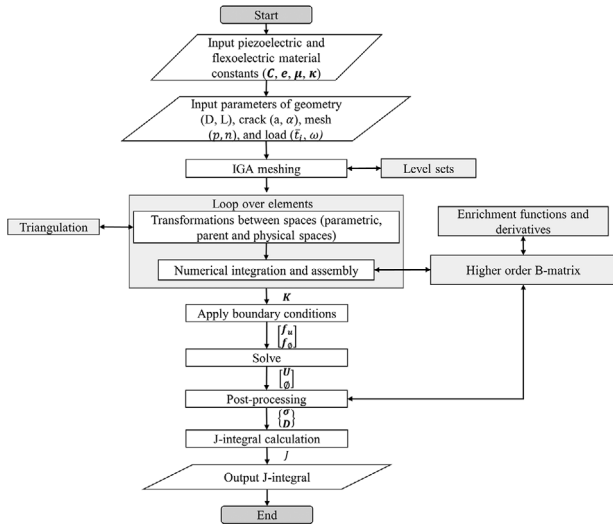 Start
Input piezoelectric and
flexoelectric material
constants (C, e, μ, κ)
Input parameters of geometry
(D, L), crack (a, α), mesh
(p, n), and load (t̄ᵢ, ω)
IGA meshing
Level sets
Loop over elements
Triangulation
Transformations between spaces (parametric,
parent and physical spaces)
Enrichment functions and
derivatives
Numerical integration and assembly
Higher order B-matrix
K
Apply boundary conditions
[f_u
f_∅]
Solve
[U
∅]
Post-processing
{σ
D}
J-integral calculation
J
Output J-integral
End